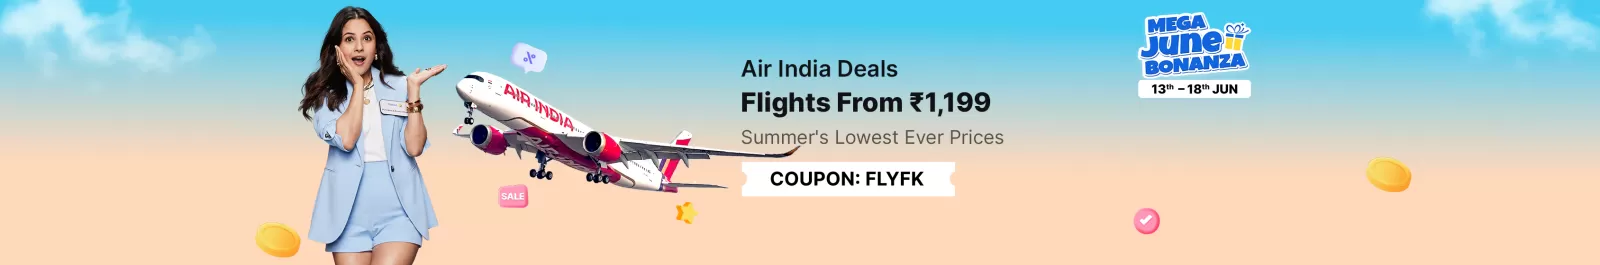 Air India Deals
Flights From ₹1,199
Summer's Lowest Ever Prices
COUPON: FLYFK
AIR INDIA
SALE
%
MEGA
June
BONANZA
13th – 18th JUN